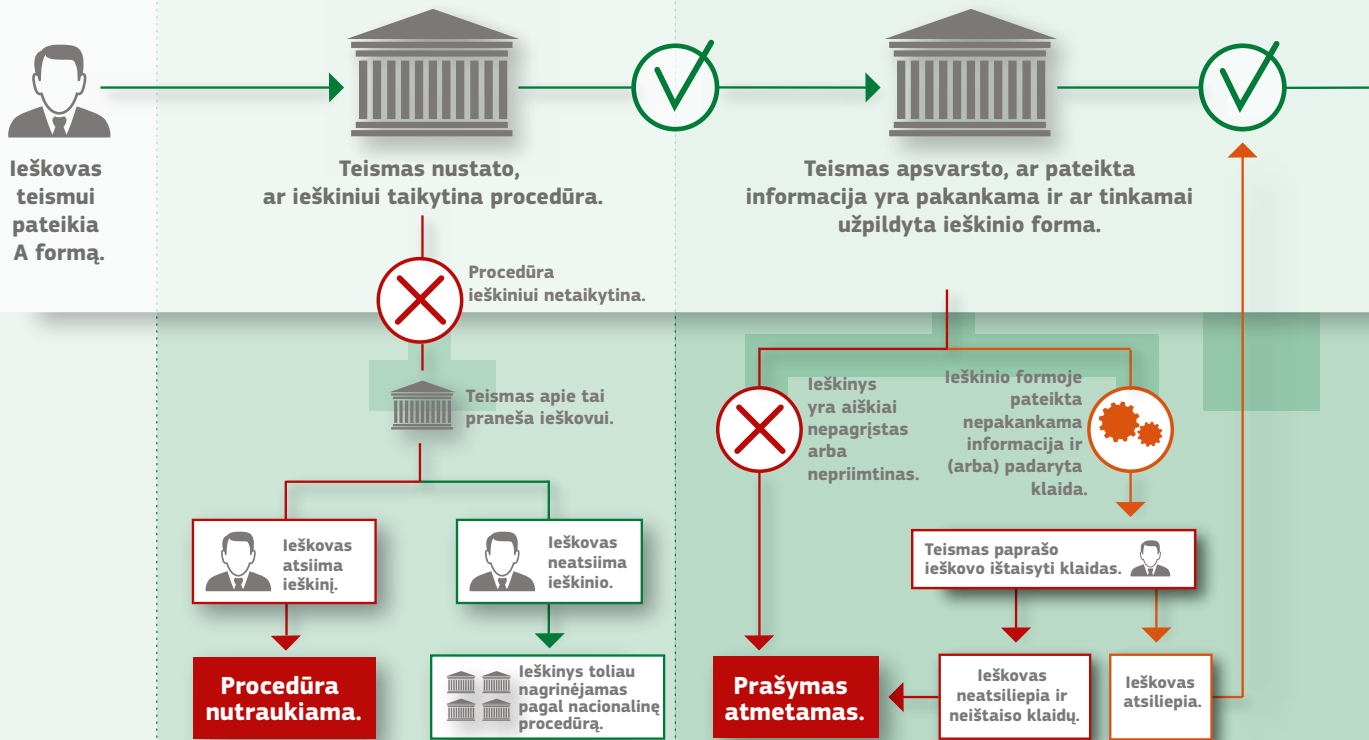 Ieškovas
teismui
pateikia
A formą.
Teismas nustato,
ar ieškiniui taikytina procedūra.
Teismas apsvarsto, ar pateikta
informacija yra pakankama ir ar tinkamai
užpildyta ieškinio forma.
Procedūra
ieškiniui netaikytina.
Teismas apie tai
praneša ieškovui.
Ieškovas
atsiima
ieškinį.
Ieškovas
neatsiima
ieškinio.
Procedūra
nutraukiama.
Ieškinys toliau
nagrinėjamas
pagal nacionalinę
procedūrą.
Ieškinys
yra aiškiai
nepagrįstas
arba
nepriimtinas.
Ieškinio formoje
pateikta
nepakankama
informacija ir
(arba) padaryta
klaida.
Teismas paprašo
ieškovo ištaisyti klaidas.
Prašymas
atmetamas.
Ieškovas
neatsiliepia ir
neištaiso klaidų.
Ieškovas
atsiliepia.